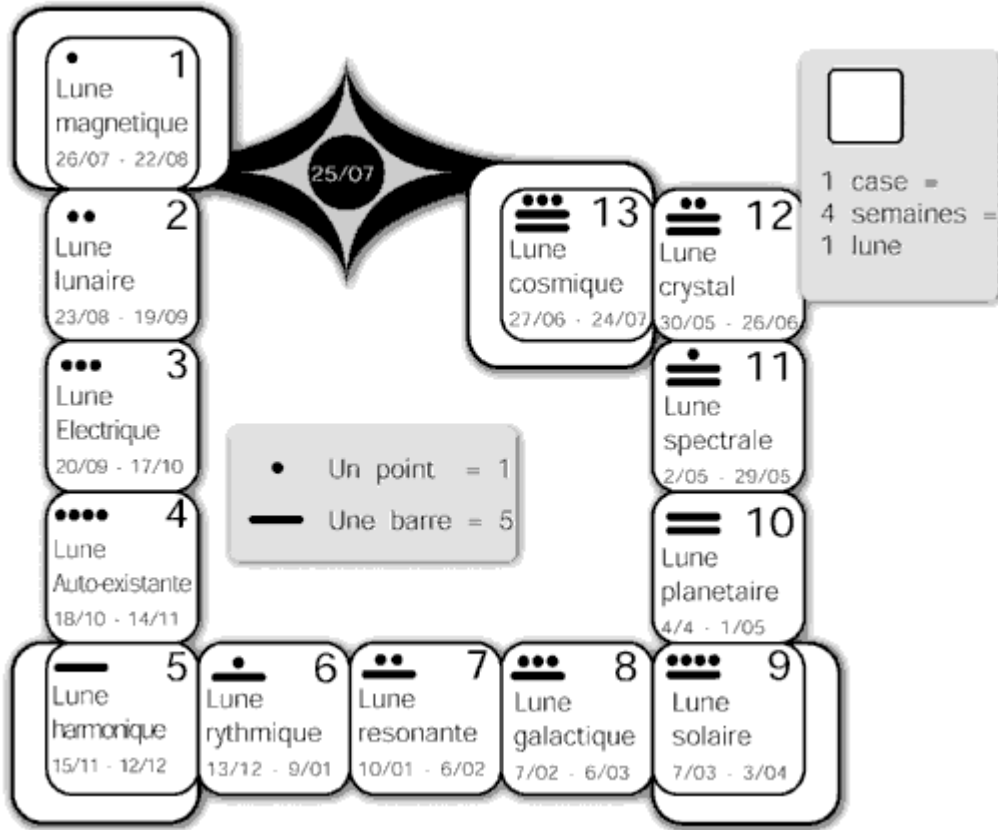 1
Lune
magnetique
26/07 - 22/08
25/07
2
Lune
lunaire
23/08 - 19/09
3
Lune
Electrique
20/09 - 17/10
4
Lune
Auto-existante
18/10 - 14/11
5
Lune
harmonique
15/11 - 12/12
6
Lune
rythmique
13/12 - 9/01
7
Lune
resonante
10/01 - 6/02
8
Lune
galactique
7/02 - 6/03
9
Lune
solaire
7/03 - 3/04
10
Lune
planetaire
4/4 - 1/05
11
Lune
spectrale
2/05 - 29/05
12
Lune
crystal
30/05 - 26/06
13
Lune
cosmique
27/06 - 24/07
1 case =
4 semaines =
1 lune
Un point = 1
Une barre = 5